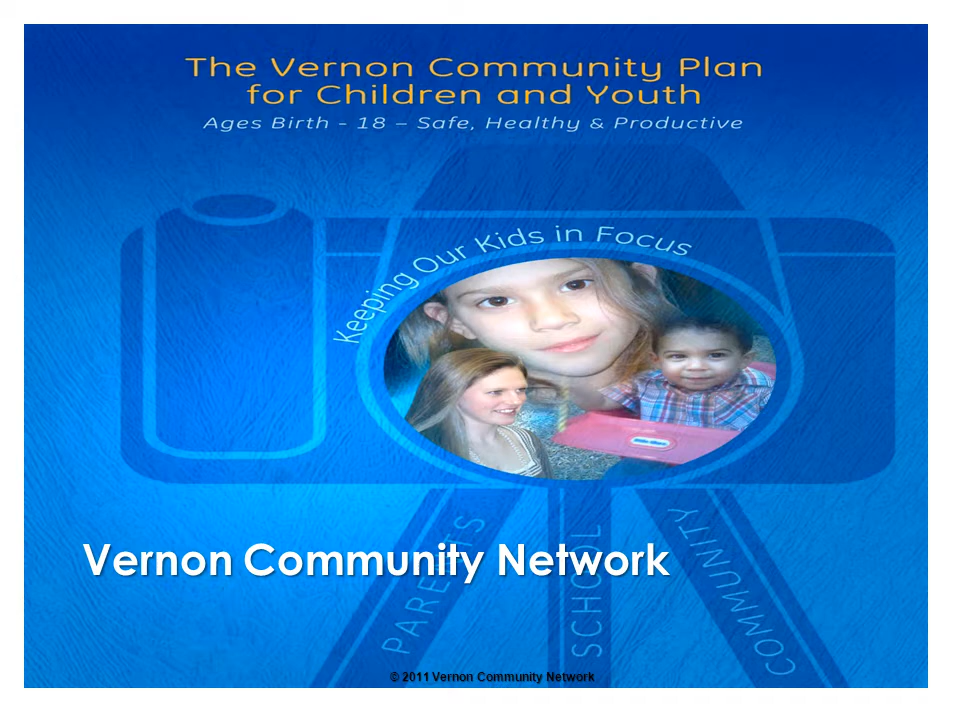 The Vernon Community Plan
for Children and Youth
Ages Birth - 18 – Safe, Healthy & Productive
Keeping Our Kids in Focus
Vernon Community Network
PARENTS
SCHOOL
COMMUNITY
© 2011 Vernon Community Network